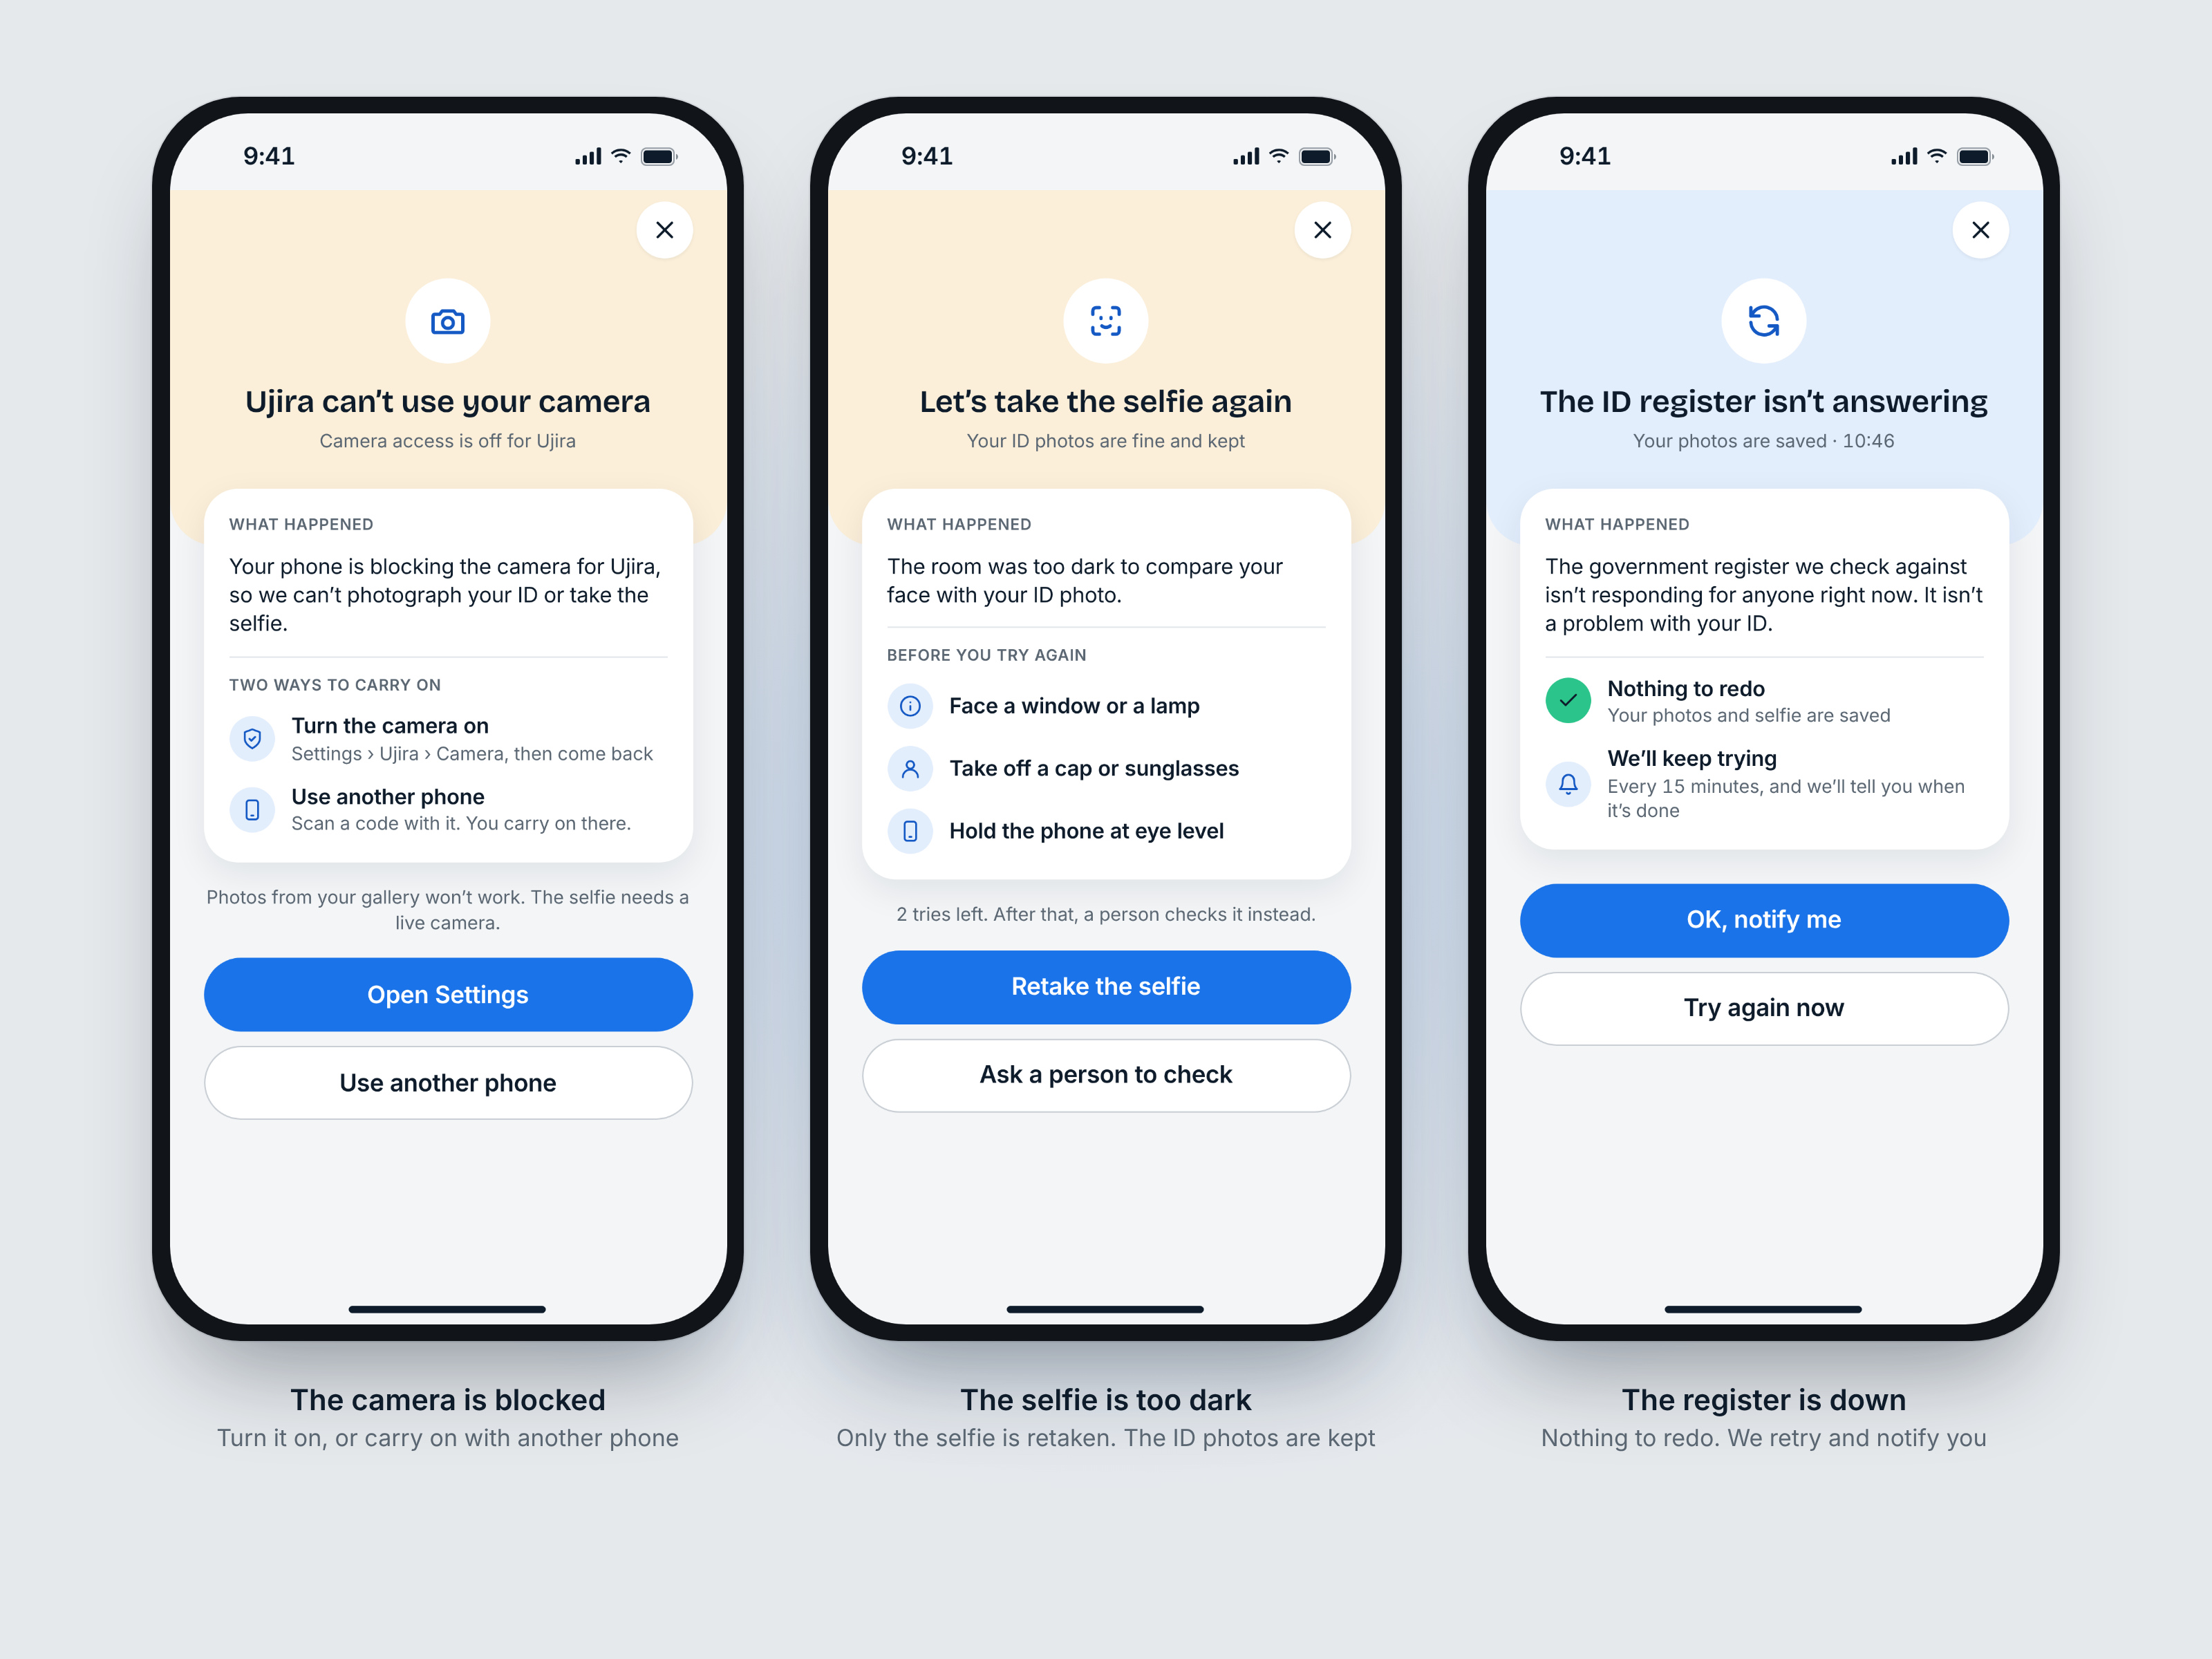 9:41
Ujira can’t use your camera
Camera access is off for Ujira
WHAT HAPPENED
Your phone is blocking the camera for Ujira,
so we can’t photograph your ID or take the
selfie.
TWO WAYS TO CARRY ON
Turn the camera on
Settings › Ujira › Camera, then come back
Use another phone
Scan a code with it. You carry on there.
Photos from your gallery won’t work. The selfie needs a
live camera.
Open Settings
Use another phone
The camera is blocked
Turn it on, or carry on with another phone
9:41
Let’s take the selfie again
Your ID photos are fine and kept
WHAT HAPPENED
The room was too dark to compare your
face with your ID photo.
BEFORE YOU TRY AGAIN
Face a window or a lamp
Take off a cap or sunglasses
Hold the phone at eye level
2 tries left. After that, a person checks it instead.
Retake the selfie
Ask a person to check
The selfie is too dark
Only the selfie is retaken. The ID photos are kept
9:41
The ID register isn’t answering
Your photos are saved · 10:46
WHAT HAPPENED
The government register we check against
isn’t responding for anyone right now. It isn’t
a problem with your ID.
Nothing to redo
Your photos and selfie are saved
We’ll keep trying
Every 15 minutes, and we’ll tell you when
it’s done
OK, notify me
Try again now
The register is down
Nothing to redo. We retry and notify you